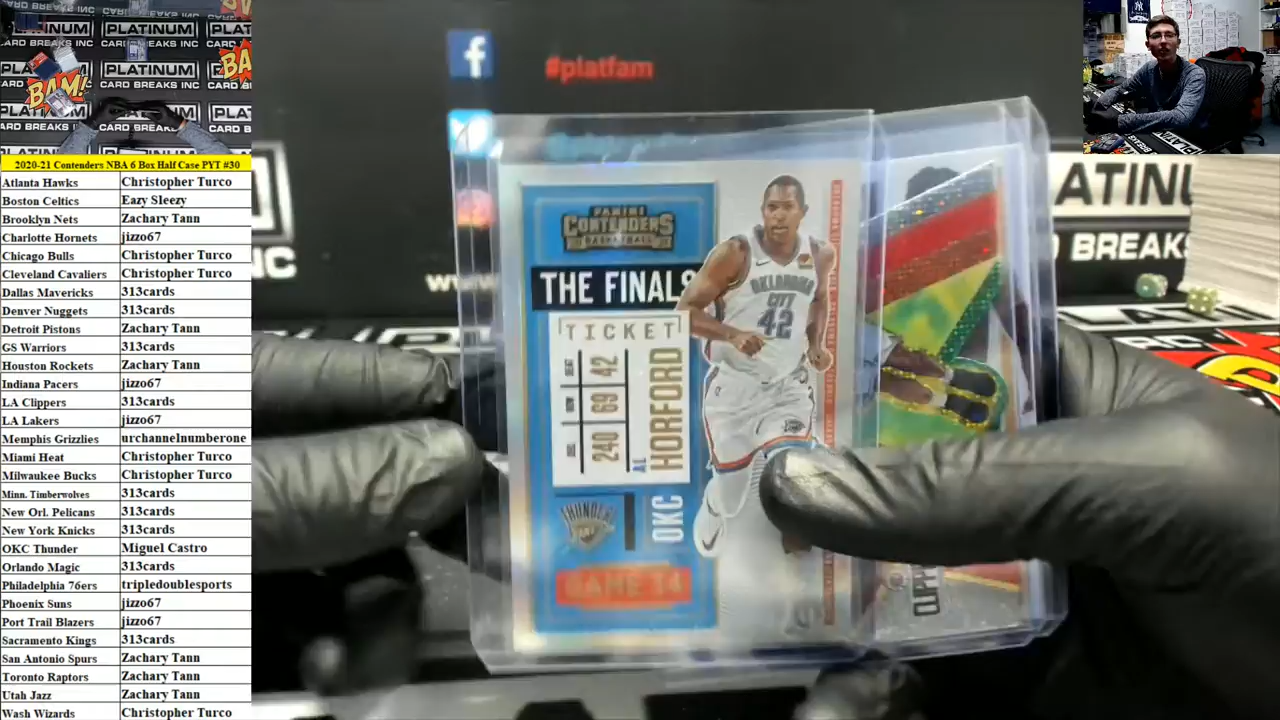 PLATINUM
CARD BREAKS INC
BAM!
2020-21 Contenders NBA 6 Box Half Case PYT #30
Atlanta Hawks Christopher Turco
Boston Celtics Eazy Sleezy
Brooklyn Nets Zachary Tann
Charlotte Hornets jizzo67
Chicago Bulls Christopher Turco
Cleveland Cavaliers Christopher Turco
Dallas Mavericks 313cards
Denver Nuggets 313cards
Detroit Pistons Zachary Tann
GS Warriors 313cards
Houston Rockets Zachary Tann
Indiana Pacers jizzo67
LA Clippers 313cards
LA Lakers jizzo67
Memphis Grizzlies urchannelnumberone
Miami Heat Christopher Turco
Milwaukee Bucks Christopher Turco
Minn. Timberwolves 313cards
New Orl. Pelicans 313cards
New York Knicks 313cards
OKC Thunder Miguel Castro
Orlando Magic 313cards
Philadelphia 76ers tripledoublesports
Phoenix Suns jizzo67
Port Trail Blazers jizzo67
Sacramento Kings 313cards
San Antonio Spurs Zachary Tann
Toronto Raptors Zachary Tann
Utah Jazz Zachary Tann
Wash Wizards Christopher Turco
#platfam
PANINI
CONTENDERS
BASKETBALL
THE FINALS
TICKET
42
69
240
AL
HORFORD
OKC
THUNDER
GAME 14
OKLAHOMA
CITY
42
CLIPP
ATINU
BREAKS
NC